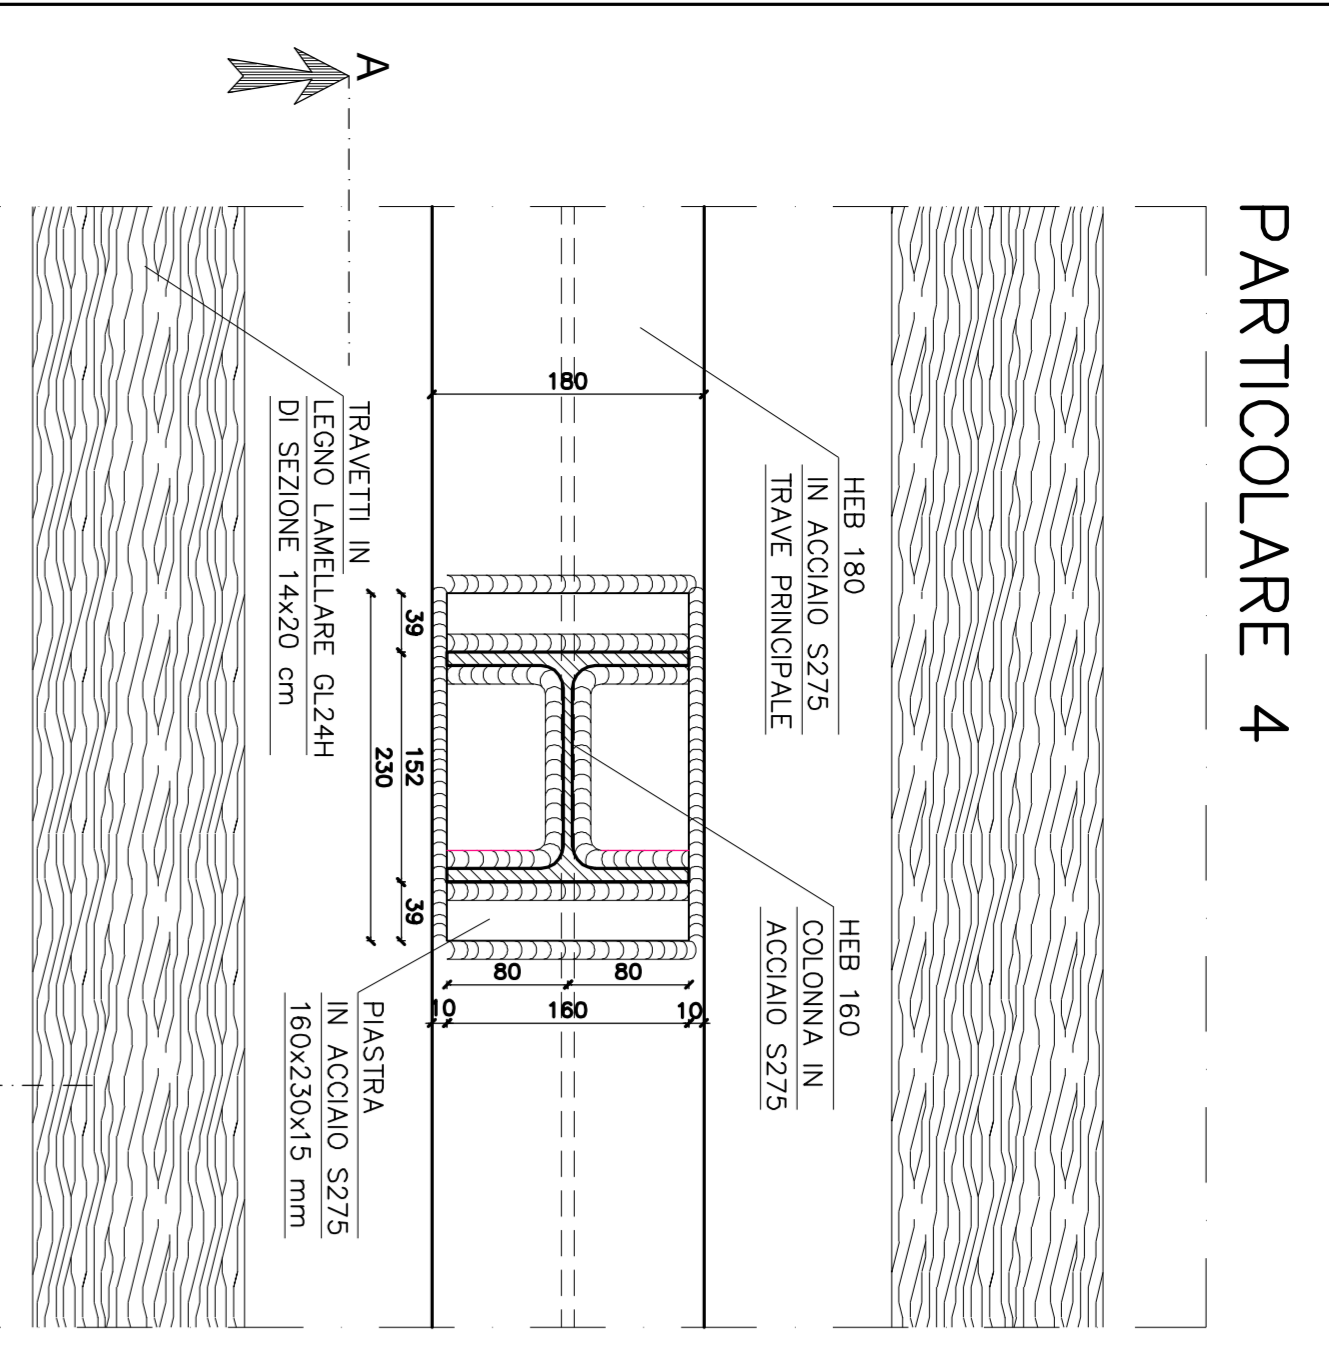 PARTICOLARE 4
A
HEB 180
IN ACCIAIO S275
TRAVE PRINCIPALE
180
TRAVETTI IN
LEGNO LAMELLARE GL24H
DI SEZIONE 14x20 cm
39
152
39
230
80
80
10
160
10
HEB 160
COLONNA IN
ACCIAIO S275
PIASTRA
IN ACCIAIO S275
160x230x15 mm